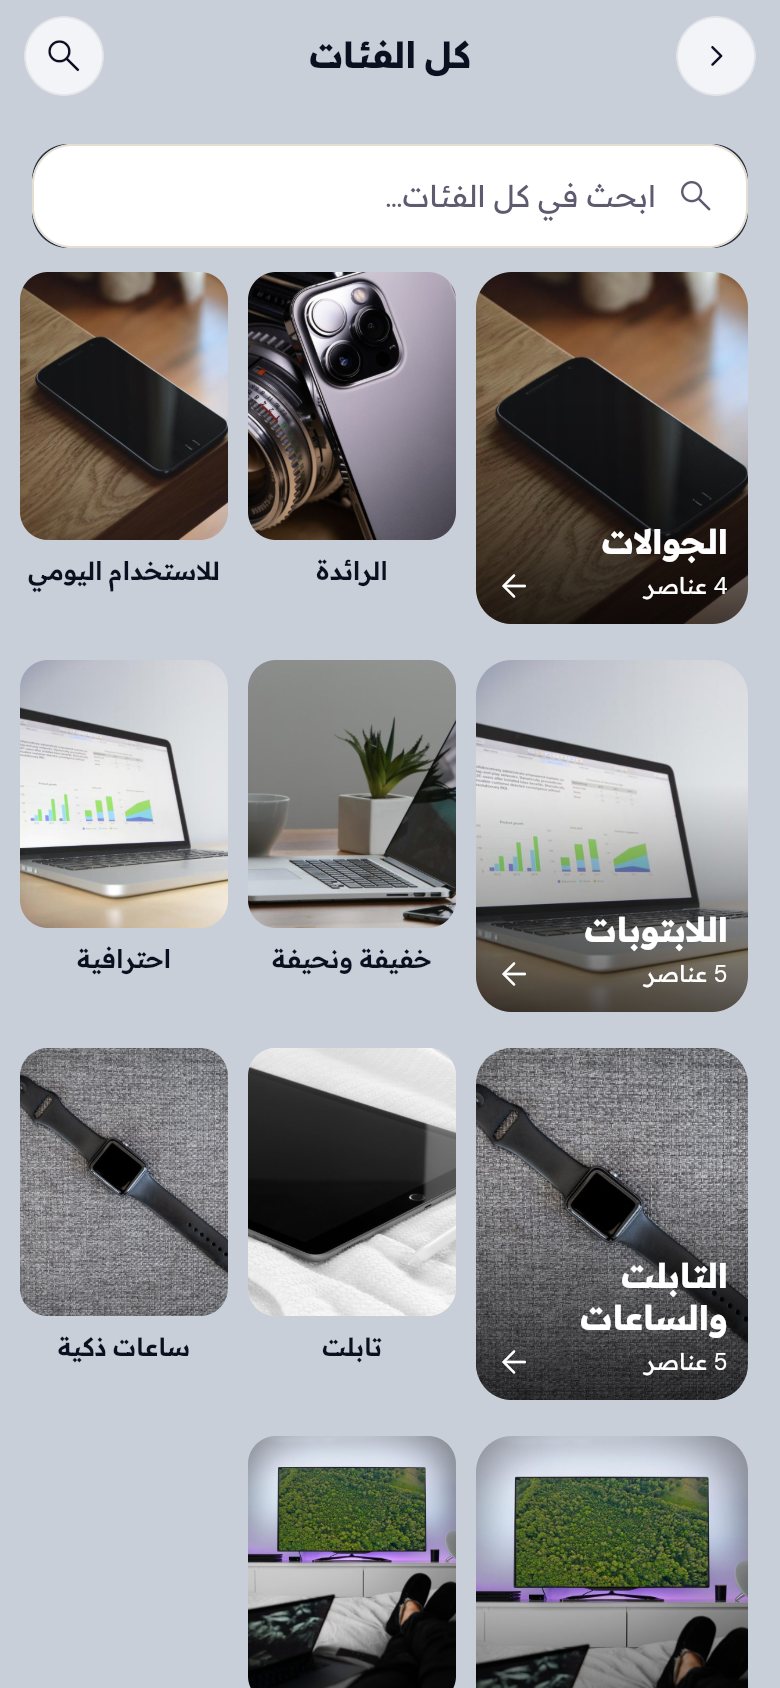 كل الفئات
ابحث في كل الفئات...
الجوالات
4 عناصر
الرائدة
للاستخدام اليومي
اللابتوبات
5 عناصر
خفيفة ونحيفة
احترافية
التابلت
والساعات
5 عناصر
تابلت
ساعات ذكية